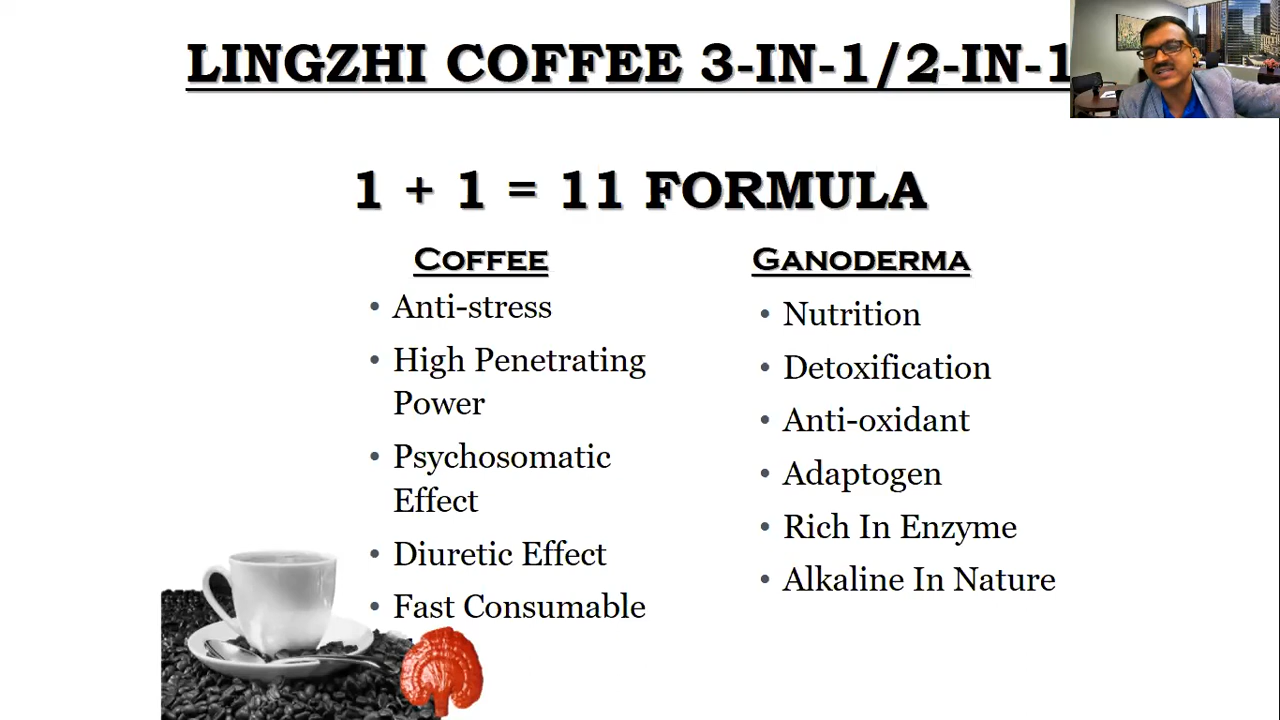 LINGZHI COFFEE 3-IN-1/2-IN-1
1 + 1 = 11 FORMULA
COFFEE
• Anti-stress
• High Penetrating
Power
• Psychosomatic
Effect
• Diuretic Effect
• Fast Consumable
GANODERMA
• Nutrition
• Detoxification
• Anti-oxidant
• Adaptogen
• Rich In Enzyme
• Alkaline In Nature